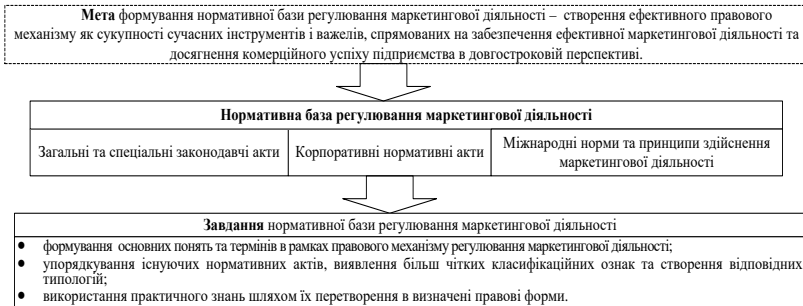 Мета формування нормативної бази регулювання маркетингової діяльності – створення ефективного правового
механізму як сукупності сучасних інструментів і важелів, спрямованих на забезпечення ефективної маркетингової діяльності та
досягнення комерційного успіху підприємства в довгостроковій перспективі.
Нормативна база регулювання маркетингової діяльності
Загальні та спеціальні законодавчі акти
Корпоративні нормативні акти
Міжнародні норми та принципи здійснення
маркетингової діяльності
Завдання нормативної бази регулювання маркетингової діяльності
• формування основних понять та термінів в рамках правового механізму регулювання маркетингової діяльності;
• упорядкування існуючих нормативних актів, виявлення більш чітких класифікаційних ознак та створення відповідних
типологій;
• використання практичного знань шляхом їх перетворення в визначені правові форми.